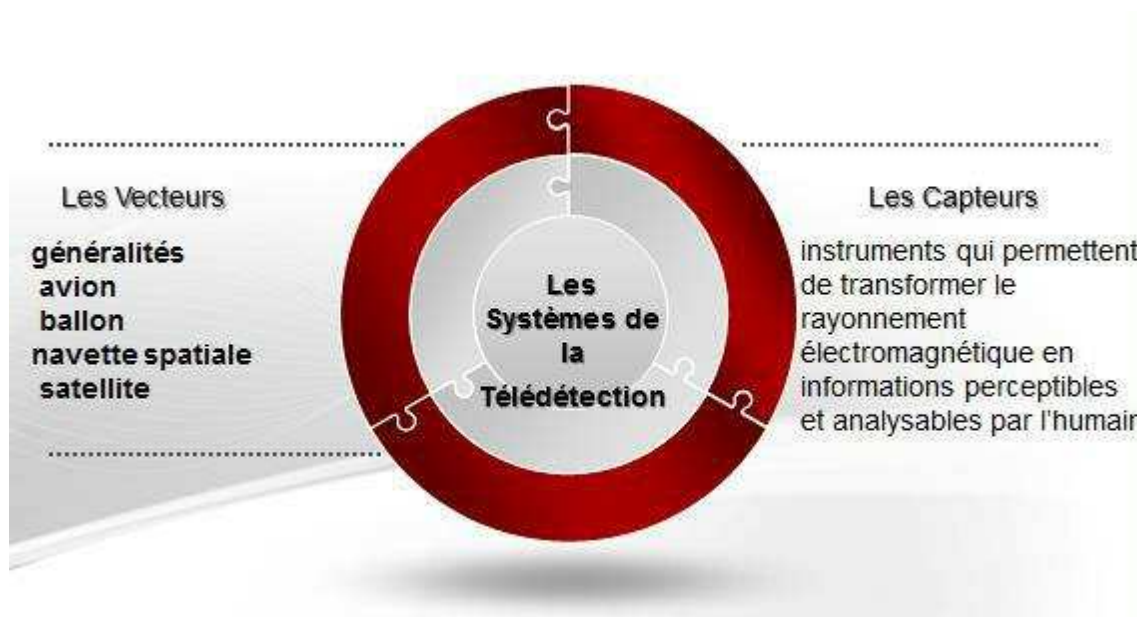 Les Vecteurs
généralités
avion
ballon
navette spatiale
satellite
Les
Systèmes de
la
Télédétection
Les Capteurs
instruments qui permettent
de transformer le
rayonnement
électromagnétique en
informations perceptibles
et analysables par l'humain